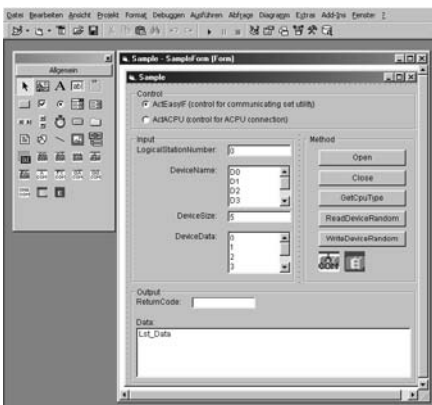 Datei Bearbeiten Ansicht Projekt Format Debuggen Ausführen Abfrage Diagramm Extras Add-Ins Fenster ?
Allgemein
Sample - SampleForm (Form)
Sample
Control
ActEasyIF (control for communicating set utility)
ActACPU (control for ACPU connection)
Input
LogicalStationNumber: 0
DeviceName: D0
D1
D2
D3
DeviceSize: 5
DeviceData: 0
1
2
3
Method
Open
Close
GetCpuType
ReadDeviceRandom
WriteDeviceRandom
Output
ReturnCode:
Data:
Lst_Data